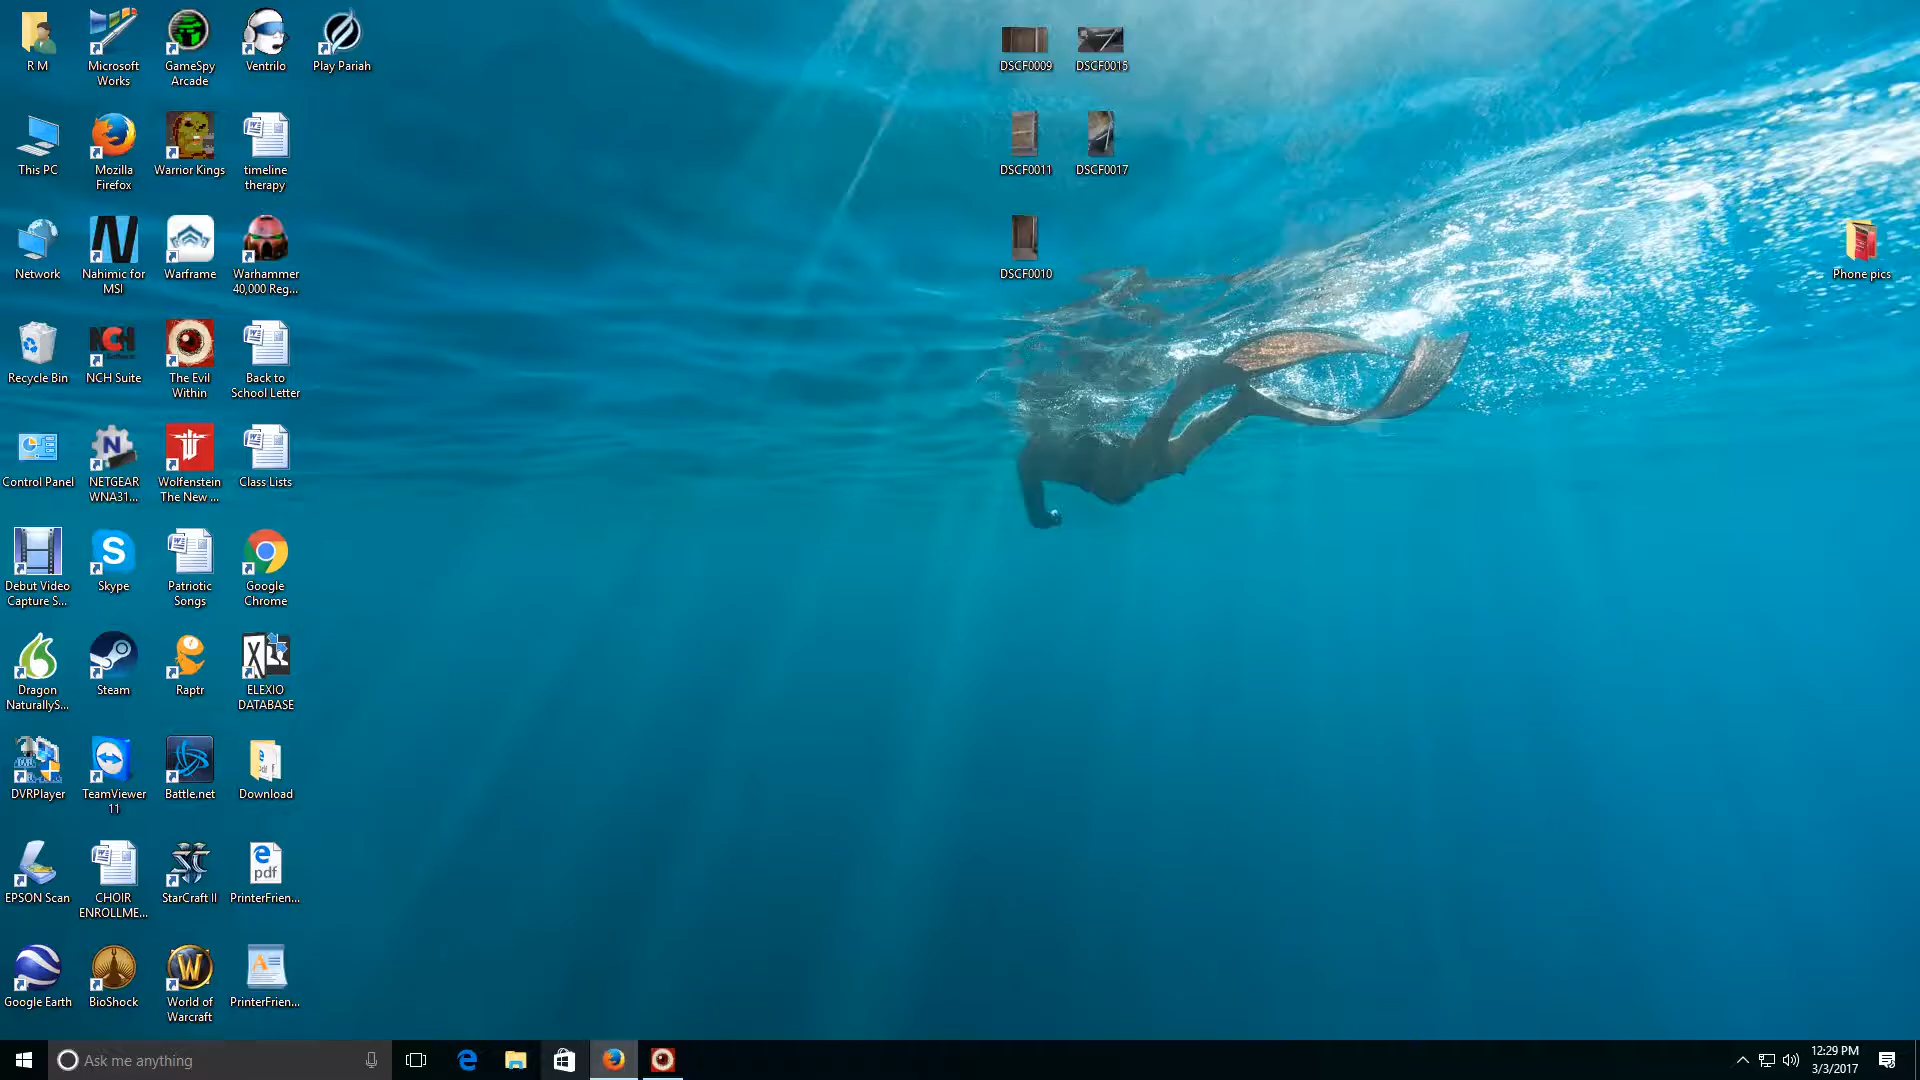 R M
Microsoft
Works
GameSpy
Arcade
Ventrilo
Play Pariah
DSCF0009
DSCF0015
This PC
Mozilla
Firefox
Warrior Kings
timeline
therapy
DSCF0011
DSCF0017
Network
Nahimic for
MSI
Warframe
Warhammer
40,000 Reg...
DSCF0010
Phone pics
Recycle Bin
NCH
NCH Suite
The Evil
Within
Back to
School Letter
Control Panel
N
NETGEAR
WNA31...
Wolfenstein
The New ...
Class Lists
Debut Video
Capture S...
S
Skype
Patriotic
Songs
Google
Chrome
Dragon
NaturallyS...
Steam
Raptr
X
ELEXIO
DATABASE
DVRPlayer
TeamViewer
11
Battle.net
Download
EPSON Scan
CHOIR
ENROLLME...
StarCraft II
pdf
PrinterFrien...
Google Earth
BioShock
W
World of
Warcraft
A
PrinterFrien...
Ask me anything
12:29 PM
3/3/2017